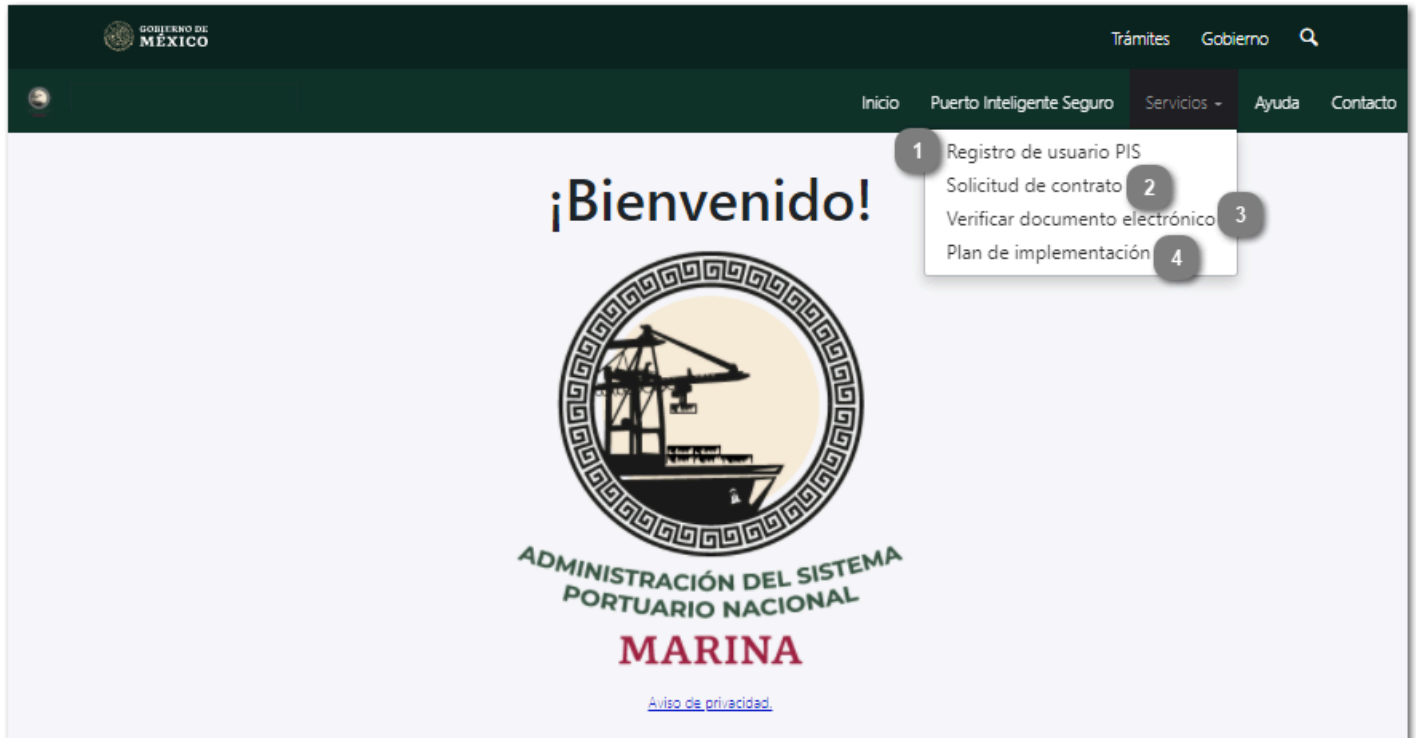 GOBIERNO DE
MÉXICO
Trámites Gobierno
Inicio Puerto Inteligente Seguro Servicios Ayuda Contacto
1 Registro de usuario PIS
Solicitud de contrato 2
Verificar documento electrónico 3
Plan de implementación 4
¡Bienvenido!
ADMINISTRACIÓN DEL SISTEMA
PORTUARIO NACIONAL
MARINA
Aviso de privacidad.